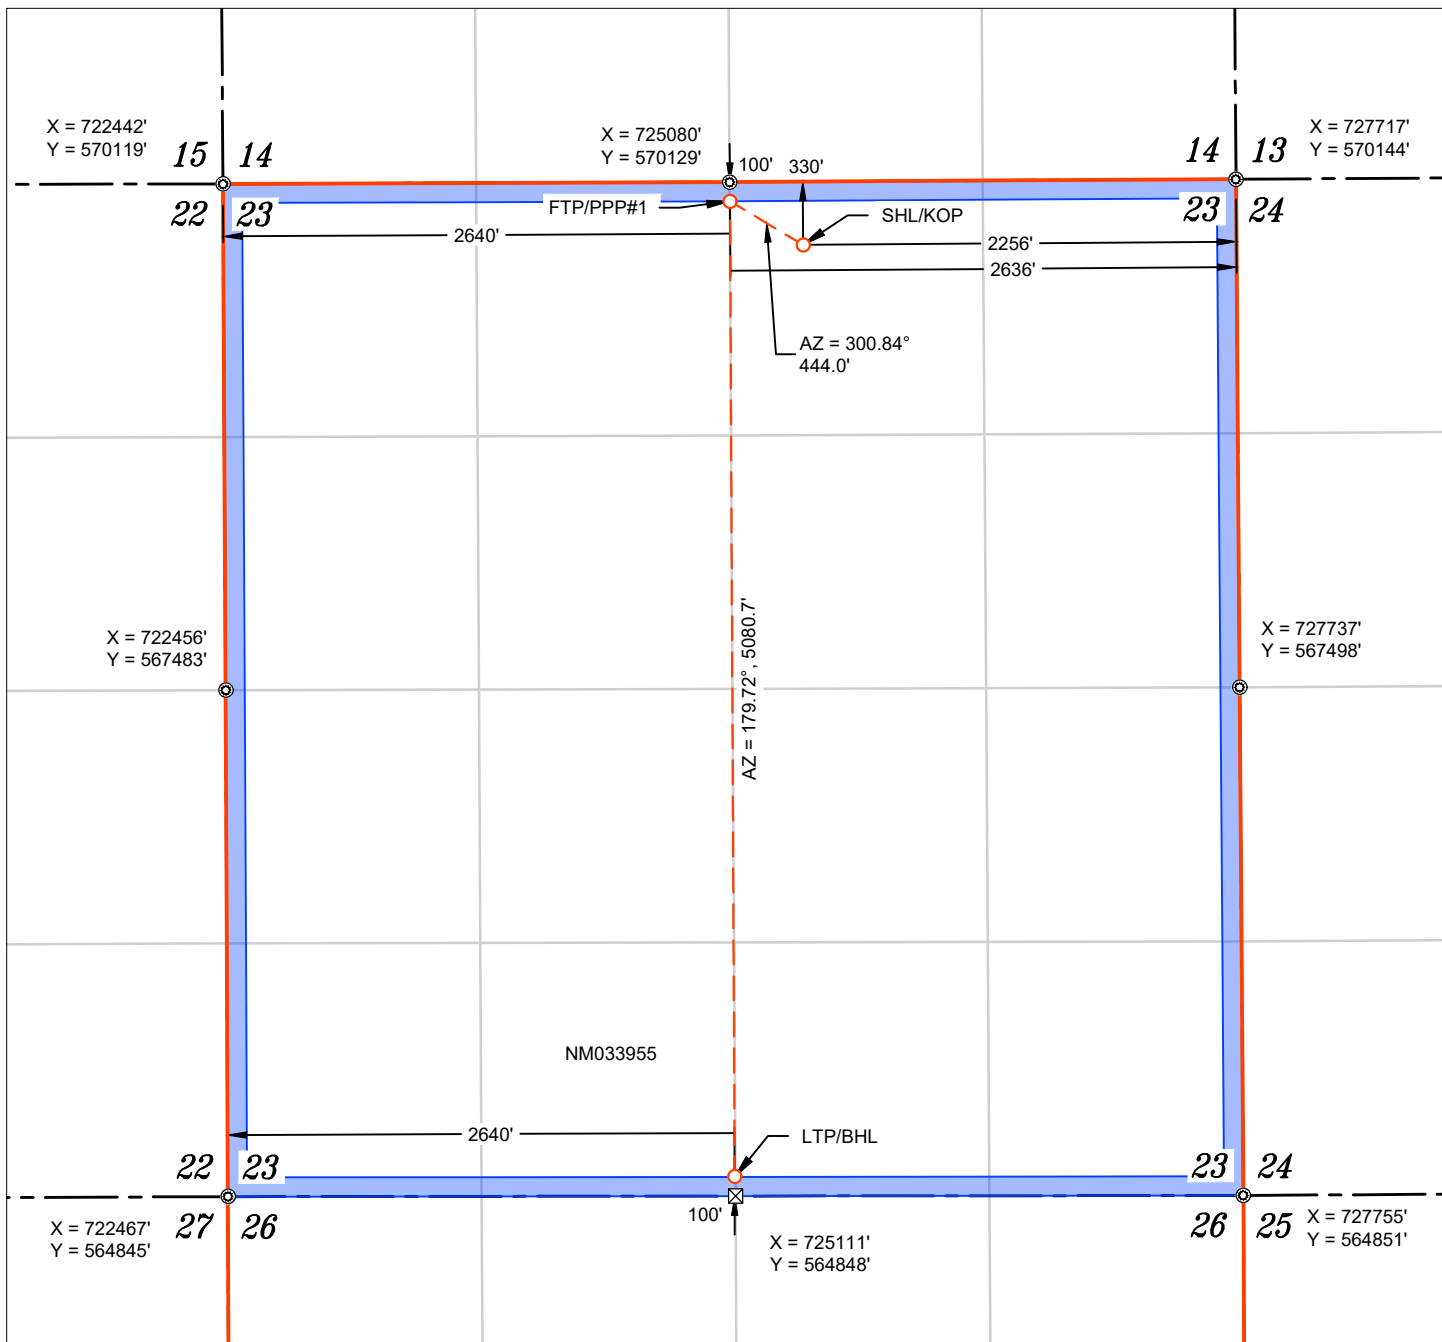 X = 722442'
Y = 570119'
X = 725080'
Y = 570129'
X = 727717'
Y = 570144'
15 14
14 13
100' 330'
22 23
FTP/PPP#1
SHL/KOP
23 24
2640'
2256'
2636'
AZ = 300.84°
444.0'
X = 722456'
Y = 567483'
AZ = 179.72°, 5080.7'
X = 727737'
Y = 567498'
NM033955
2640'
LTP/BHL
22 23
23 24
27 26
100'
26 25
X = 722467'
Y = 564845'
X = 725111'
Y = 564848'
X = 727755'
Y = 564851'